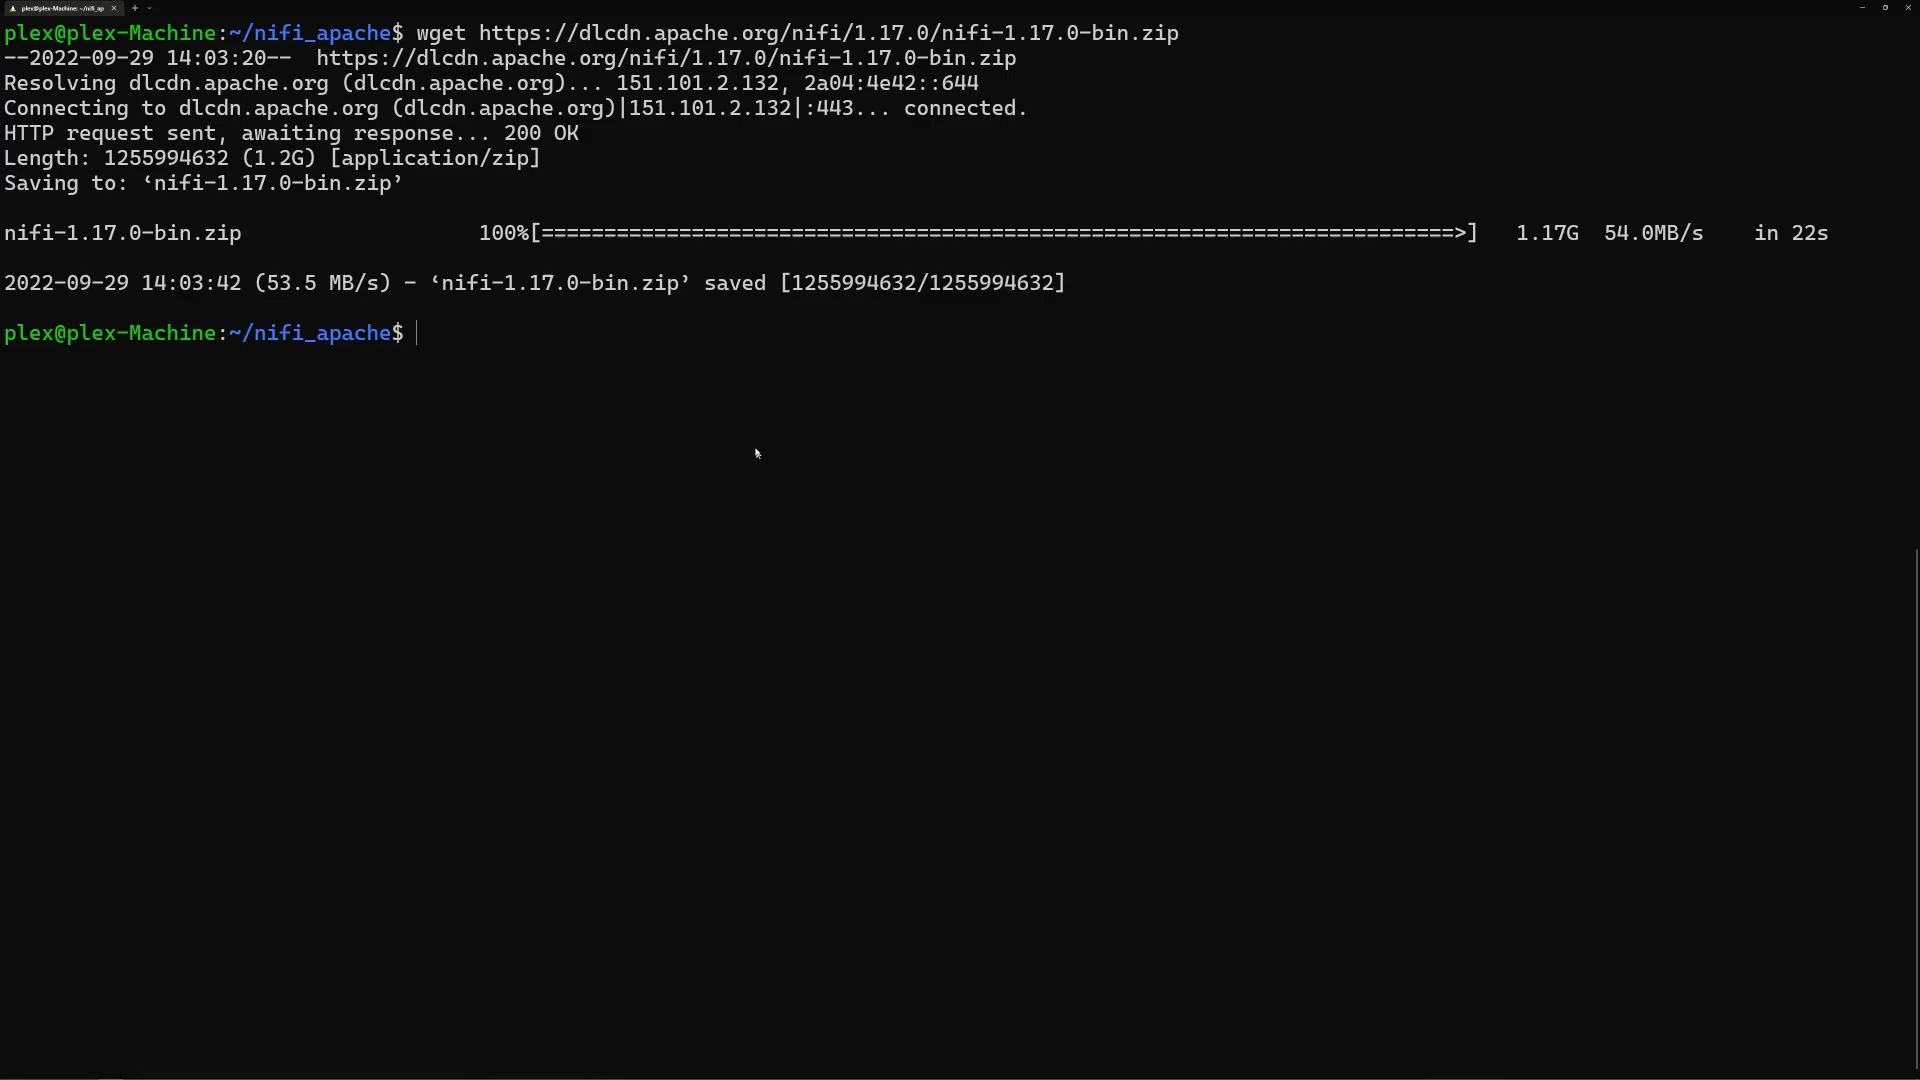 plex@plex-Machine: ~/nifi_ap
plex@plex-Machine:~/nifi_apache$ wget https://dlcdn.apache.org/nifi/1.17.0/nifi-1.17.0-bin.zip
--2022-09-29 14:03:20--  https://dlcdn.apache.org/nifi/1.17.0/nifi-1.17.0-bin.zip
Resolving dlcdn.apache.org (dlcdn.apache.org)... 151.101.2.132, 2a04:4e42::644
Connecting to dlcdn.apache.org (dlcdn.apache.org)|151.101.2.132|:443... connected.
HTTP request sent, awaiting response... 200 OK
Length: 1255994632 (1.2G) [application/zip]
Saving to: ‘nifi-1.17.0-bin.zip’
nifi-1.17.0-bin.zip                   100%[=========================================================================>]   1.17G  54.0MB/s    in 22s
2022-09-29 14:03:42 (53.5 MB/s) - ‘nifi-1.17.0-bin.zip’ saved [1255994632/1255994632]
plex@plex-Machine:~/nifi_apache$